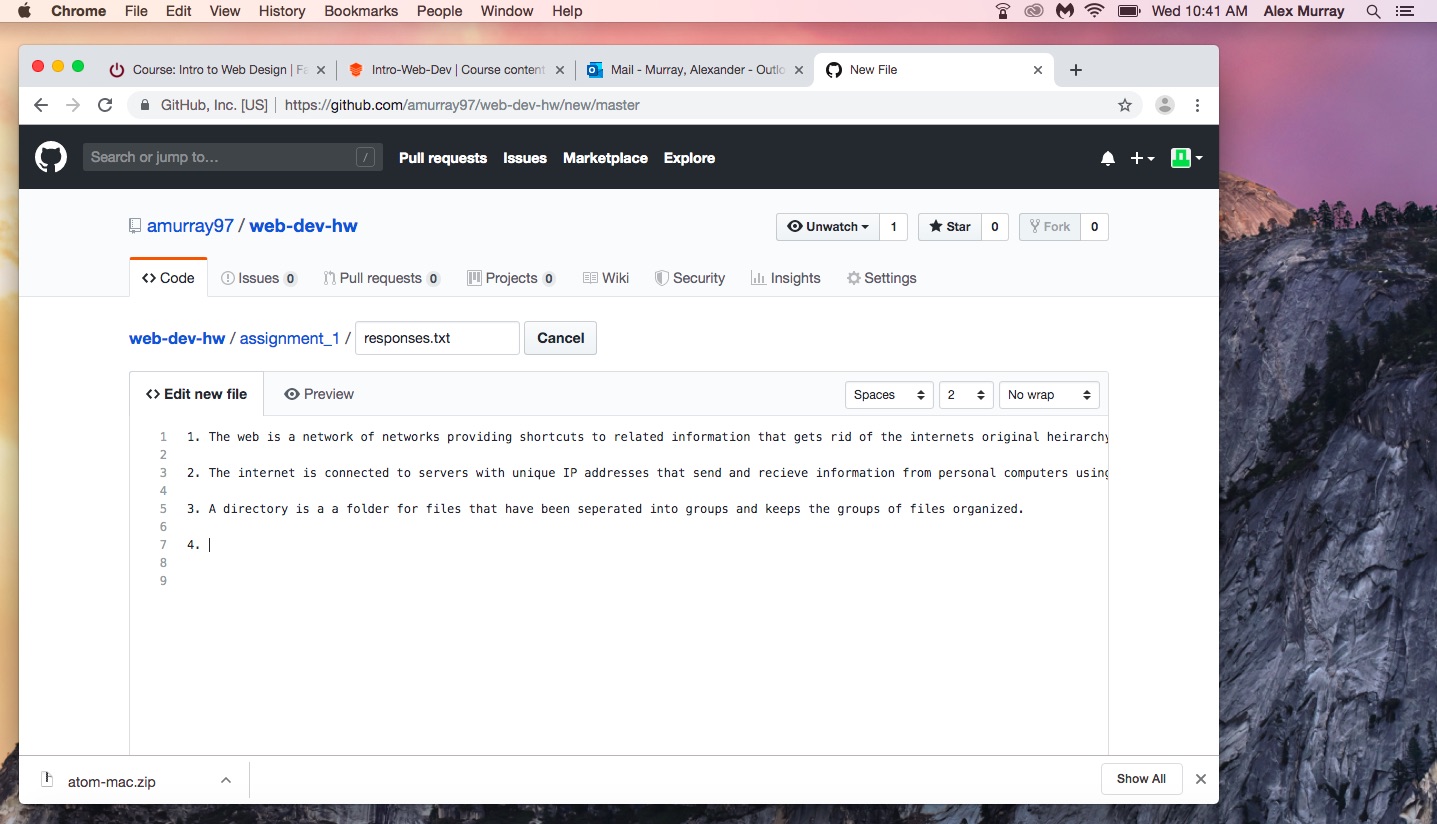 Chrome File Edit View History Bookmarks People Window Help Wed 10:41 AM Alex Murray
Course: Intro to Web Design | Fa Intro-Web-Dev | Course content Mail - Murray, Alexander - Outlo New File
GitHub, Inc. [US] https://github.com/amurray97/web-dev-hw/new/master
Search or jump to… / Pull requests Issues Marketplace Explore
amurray97 / web-dev-hw Unwatch 1 Star 0 Fork 0
Code Issues 0 Pull requests 0 Projects 0 Wiki Security Insights Settings
web-dev-hw / assignment_1 / responses.txt Cancel
Edit new file Preview Spaces 2 No wrap
1 1. The web is a network of networks providing shortcuts to related information that gets rid of the internets original heirarchy
2
3 2. The internet is connected to servers with unique IP addresses that send and recieve information from personal computers using
4
5 3. A directory is a a folder for files that have been seperated into groups and keeps the groups of files organized.
6
7 4.
8
9
atom-mac.zip Show All